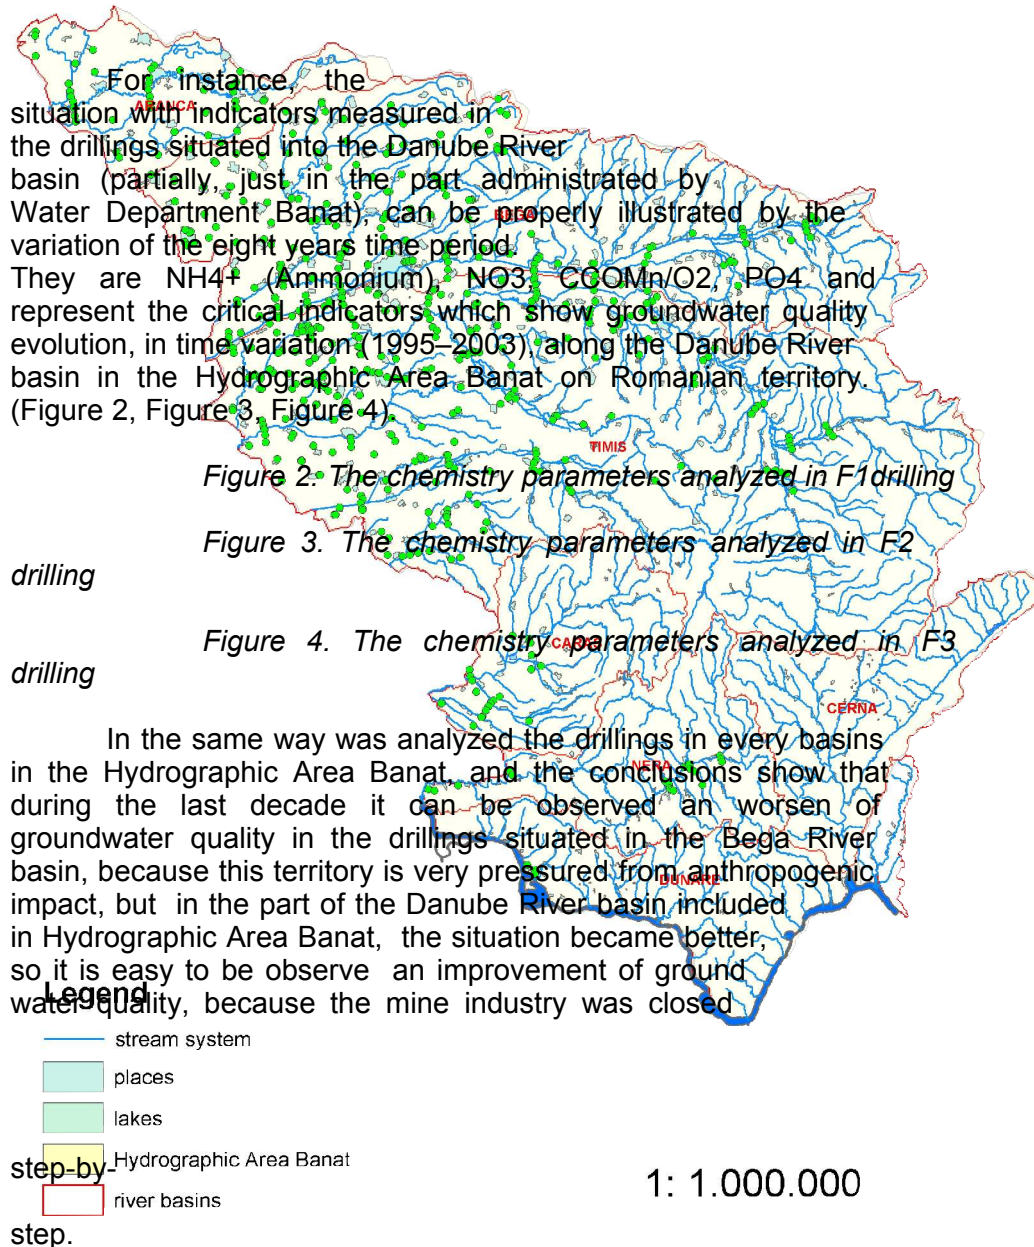 For instance, the
situation with indicators measured in
the drillings situated into the Danube River
basin (partially, just in the part administrated by
Water Department Banat), can be properly illustrated by the
variation of the eight years time period.
They are NH4+ (Ammonium), NO3, CCOMn/O2, PO4 and
represent the critical indicators which show groundwater quality
evolution, in time variation (1995–2003), along the Danube River
basin in the Hydrographic Area Banat on Romanian territory.
(Figure 2, Figure 3, Figure 4).
Figure 2: The chemistry parameters analyzed in F1drilling
Figure 3. The chemistry parameters analyzed in F2
drilling
Figure 4. The chemistry parameters analyzed in F3
drilling
In the same way was analyzed the drillings in every basins
in the Hydrographic Area Banat, and the conclusions show that
during the last decade it can be observed an worsen of
groundwater quality in the drillings situated in the Bega River
basin, because this territory is very pressured from anthropogenic
impact, but in the part of the Danube River basin included
in Hydrographic Area Banat, the situation became better,
so it is easy to be observe an improvement of ground
water quality, because the mine industry was closed
step-by-
step.
ARANCA
BEGA
TIMIS
CARAS
CERNA
NERA
DUNARE
Legend
stream system
places
lakes
Hydrographic Area Banat
river basins
1: 1.000.000